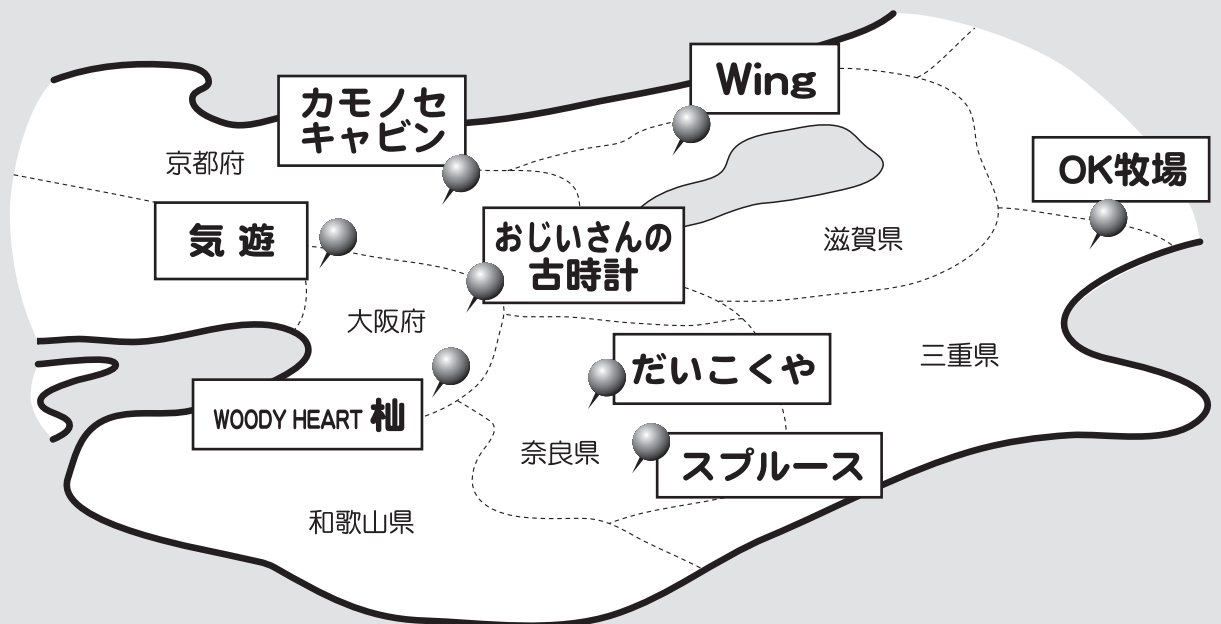 Wing
カモノセ
キャビン
京都府
OK牧場
気 遊
おじいさんの
古時計
滋賀県
大阪府
だいこくや
三重県
WOODY HEART 杣
奈良県
スプルース
和歌山県